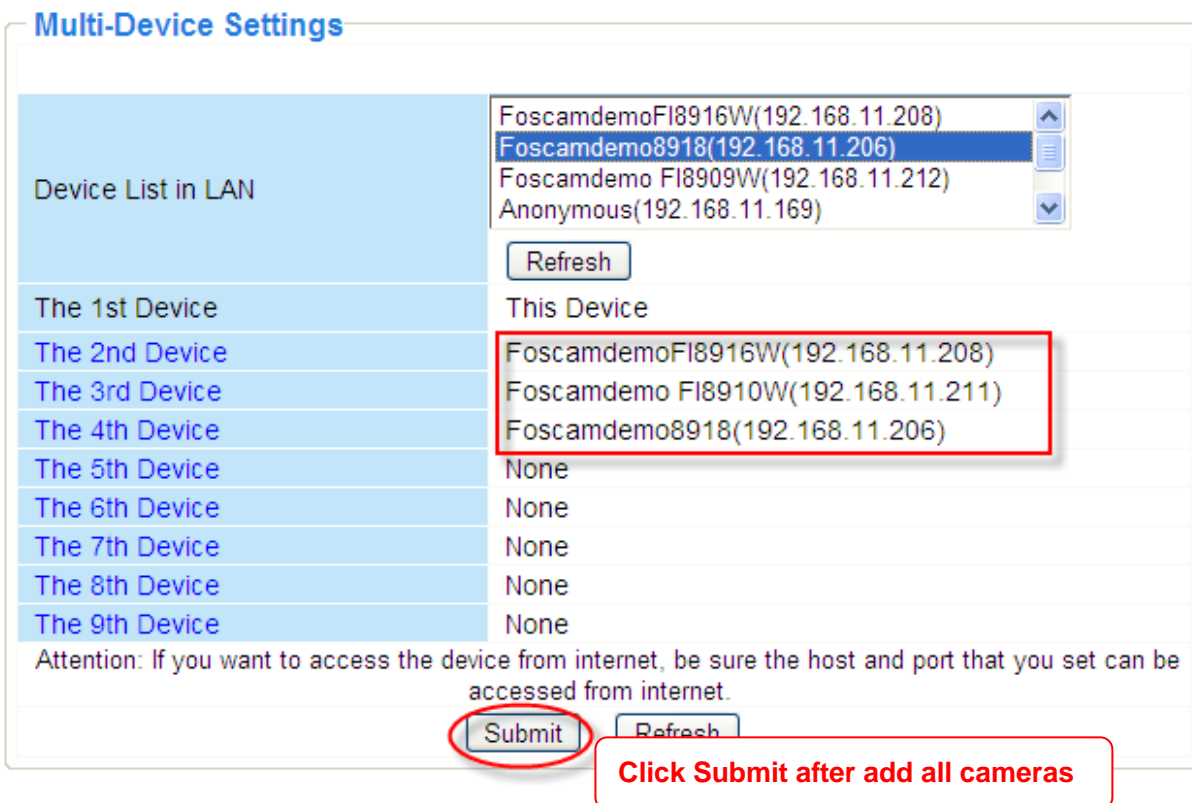 Multi-Device Settings
Device List in LAN
FoscamdemoFI8916W(192.168.11.208)
Foscamdemo8918(192.168.11.206)
Foscamdemo FI8909W(192.168.11.212)
Anonymous(192.168.11.169)
Refresh
The 1st Device This Device
The 2nd Device FoscamdemoFI8916W(192.168.11.208)
The 3rd Device Foscamdemo FI8910W(192.168.11.211)
The 4th Device Foscamdemo8918(192.168.11.206)
The 5th Device None
The 6th Device None
The 7th Device None
The 8th Device None
The 9th Device None
Attention: If you want to access the device from internet, be sure the host and port that you set can be
accessed from internet.
Submit Refresh
Click Submit after add all cameras